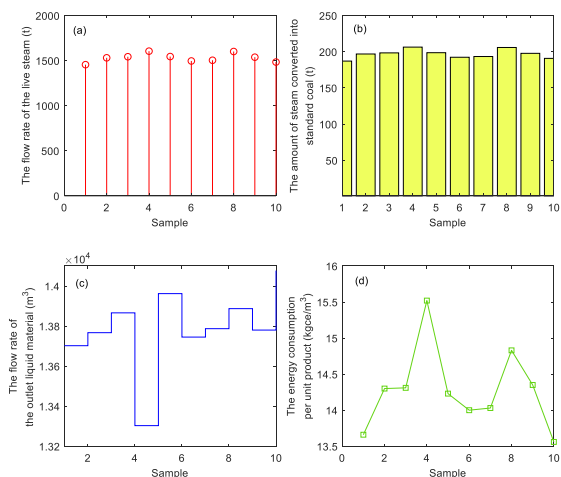 (a)
The flow rate of the live steam (t)
2000
1500
1000
500
0
0 2 4 6 8 10
Sample
(b)
The amount of steam converted into
standard coal (t)
250
200
150
100
50
1 2 3 4 5 6 7 8 9 10
Sample
(c)
×10⁴
The flow rate of
the outlet liquid material (m³)
1.4
1.38
1.36
1.34
1.32
2 4 6 8 10
Sample
(d)
The energy consumption
per unit product (kgce/m³)
16
15.5
15
14.5
14
13.5
0 2 4 6 8 10
Sample